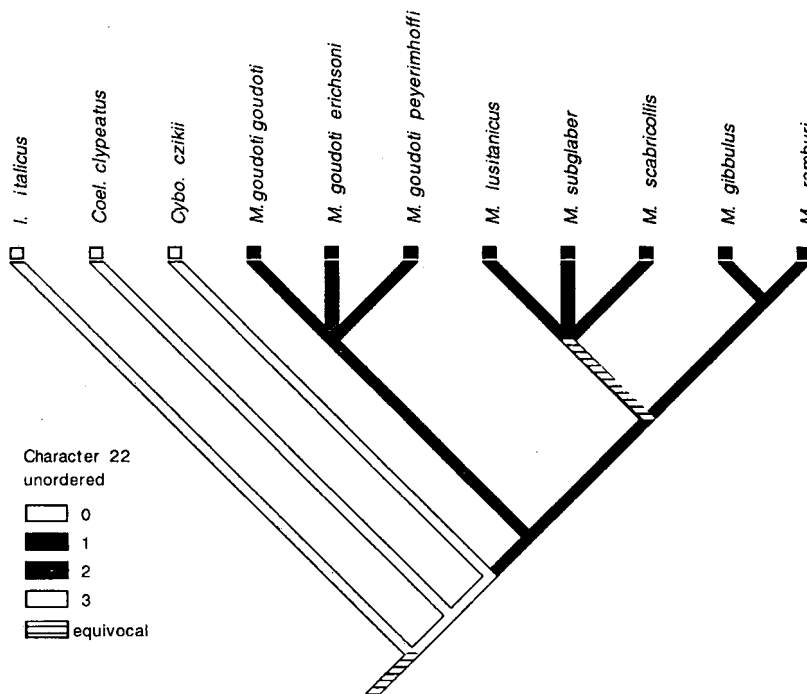 I. italicus
Coel. clypeatus
Cybo. czikii
M. goudoti goudoti
M. goudoti erichsoni
M. goudoti peyerimhoffi
M. lusitanicus
M. subglaber
M. scabricollis
M. gibbulus
Character 22
unordered
0
1
2
3
equivocal